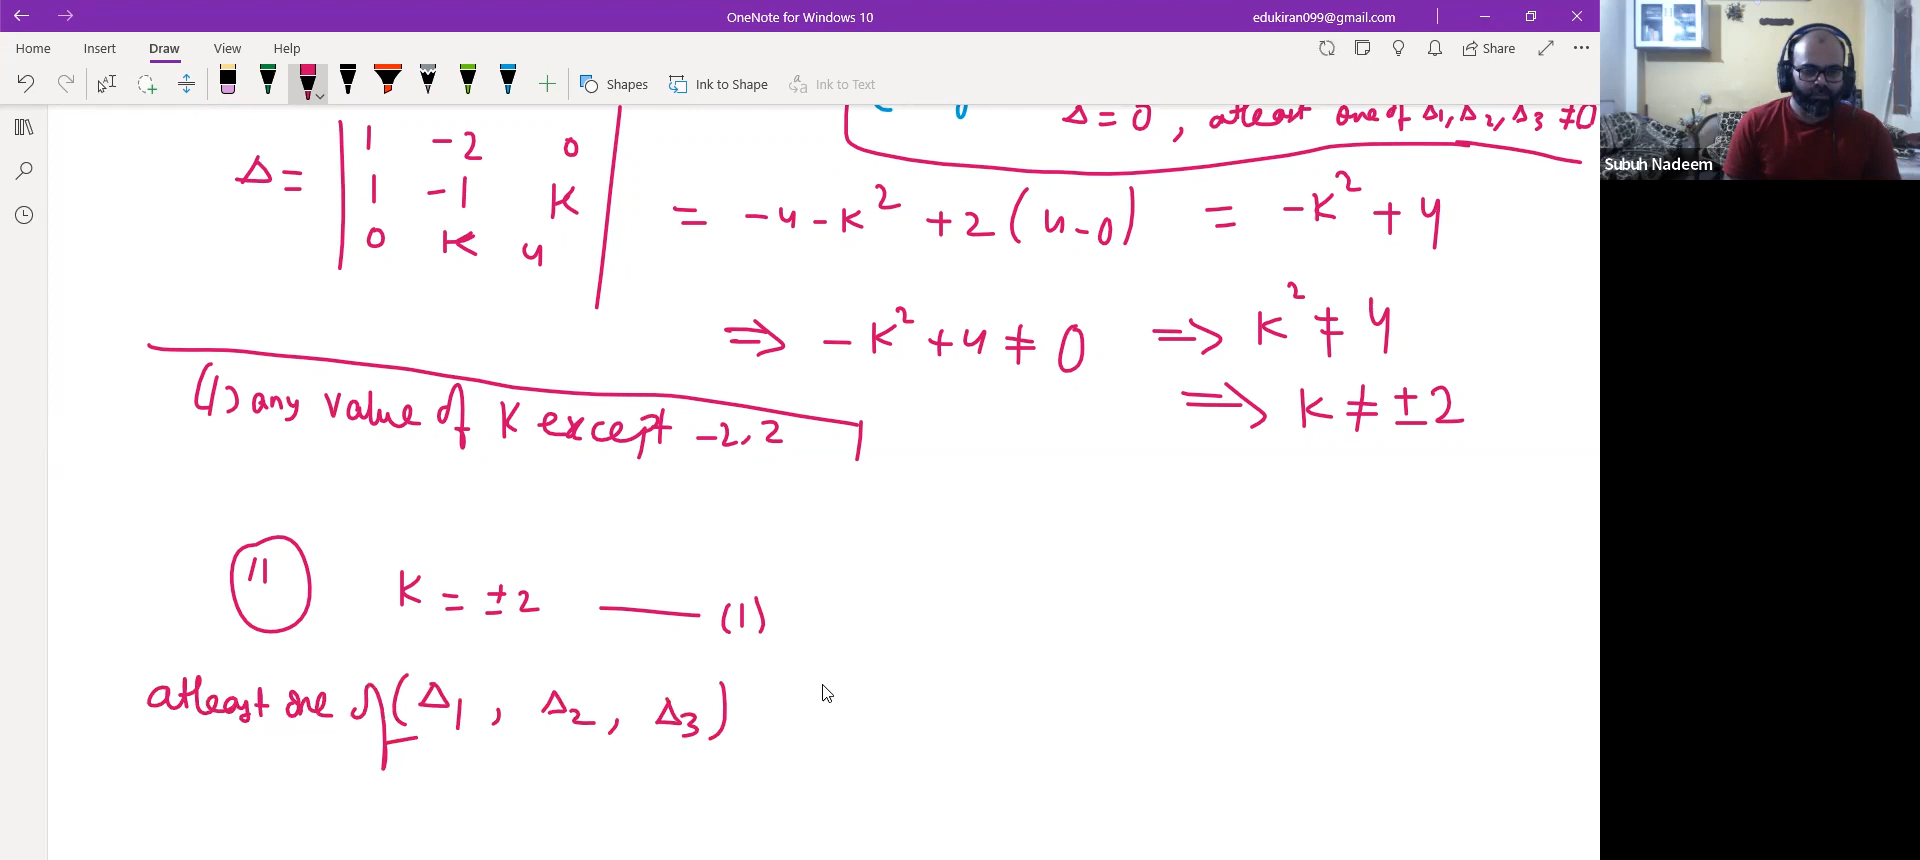 OneNote for Windows 10
edukiran099@gmail.com
Home Insert Draw View Help
Share
Shapes Ink to Shape Ink to Text
Δ = 0 , atleast one of Δ1, Δ2, Δ3 ≠0
Subuh Nadeem
Δ = | 1 -2 0
1 -1 K
0 K 4 |
= -4 - K² + 2 (4-0) = -K² + 4
⇒ -K² + 4 ≠ 0 ⇒ K² ≠ 4
⇒ K ≠ ±2
(1) any value of K except -2, 2
11 K = ±2 —— (1)
atleast one of (Δ1 , Δ2 , Δ3)